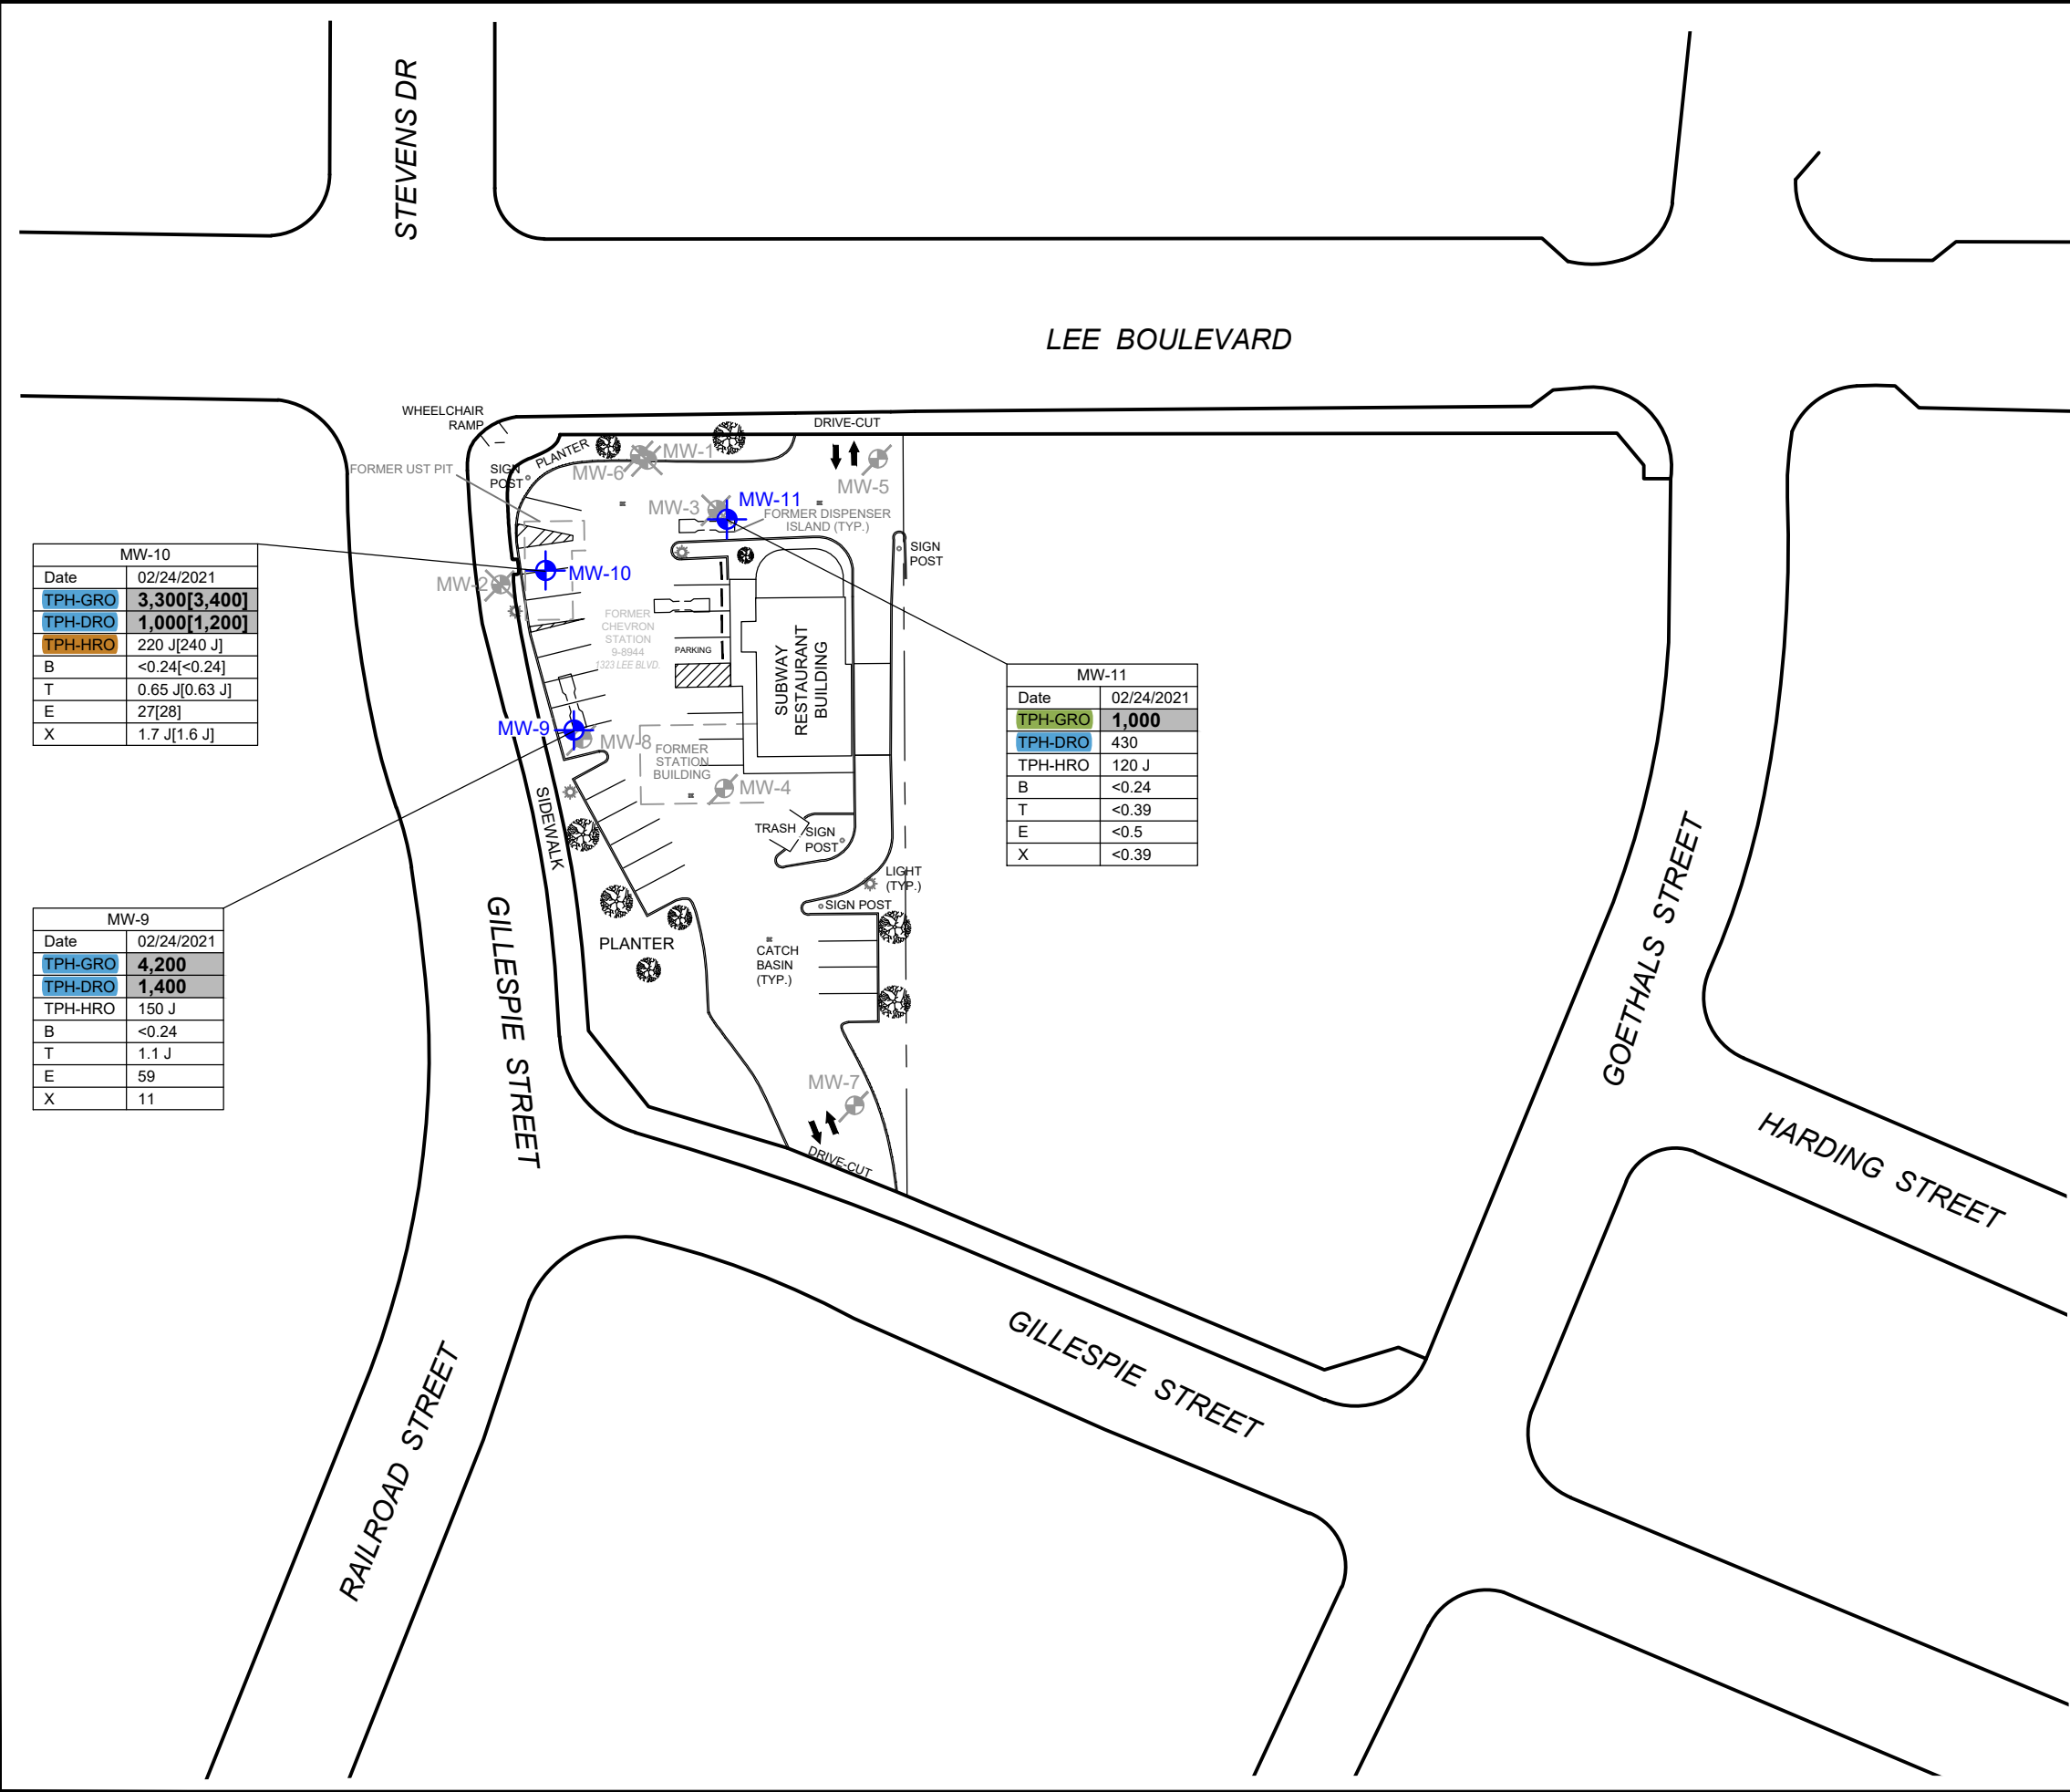 STEVENS DR
LEE BOULEVARD
WHEELCHAIR
RAMP
DRIVE-CUT
PLANTER
MW-1
MW-6
FORMER UST PIT
SIGN
POST
MW-5
MW-3
MW-11
FORMER DISPENSER
ISLAND (TYP.)
SIGN
POST
MW-10
Date 02/24/2021
TPH-GRO 3,300[3,400]
TPH-DRO 1,000[1,200]
TPH-HRO 220 J[240 J]
B <0.24[<0.24]
T 0.65 J[0.63 J]
E 27[28]
X 1.7 J[1.6 J]
MW-2
MW-10
FORMER
CHEVRON
STATION
9-8944
1323 LEE BLVD.
PARKING
SUBWAY
RESTAURANT
BUILDING
MW-11
Date 02/24/2021
TPH-GRO 1,000
TPH-DRO 430
TPH-HRO 120 J
B <0.24
T <0.39
E <0.5
X <0.39
MW-9
MW-8
FORMER
STATION
BUILDING
MW-4
SIDEWALK
TRASH
SIGN
POST
LIGHT
(TYP.)
SIGN POST
MW-9
Date 02/24/2021
TPH-GRO 4,200
TPH-DRO 1,400
TPH-HRO 150 J
B <0.24
T 1.1 J
E 59
X 11
GILLESPIE STREET
PLANTER
CATCH
BASIN
(TYP.)
GOETHALS STREET
MW-7
DRIVE-CUT
HARDING STREET
GILLESPIE STREET
RAILROAD STREET